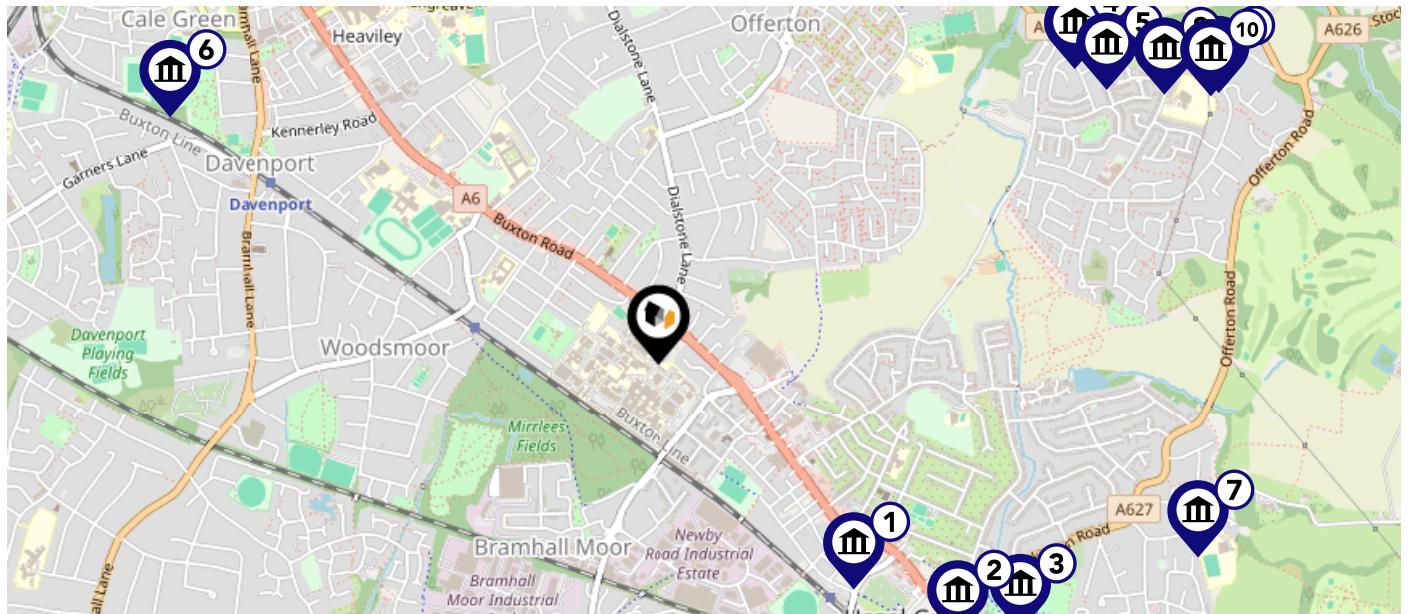 Cale Green
Heaviley
Offerton
Dialstone Lane
A626
5
10
6
Buxton Line
Garners Lane
Kennerley Road
Davenport
Davenport
A6
Buxton Road
Dialstone Lane
Offerton Road
Bramhall Lane
Davenport
Playing
Fields
Woodsmoor
Offerton Road
Mirrlees
Fields
Buxton Line
A627
7
1
Bramhall Moor
Newby
Road Industrial
Estate
Bramhall
Moor Industrial
2
3